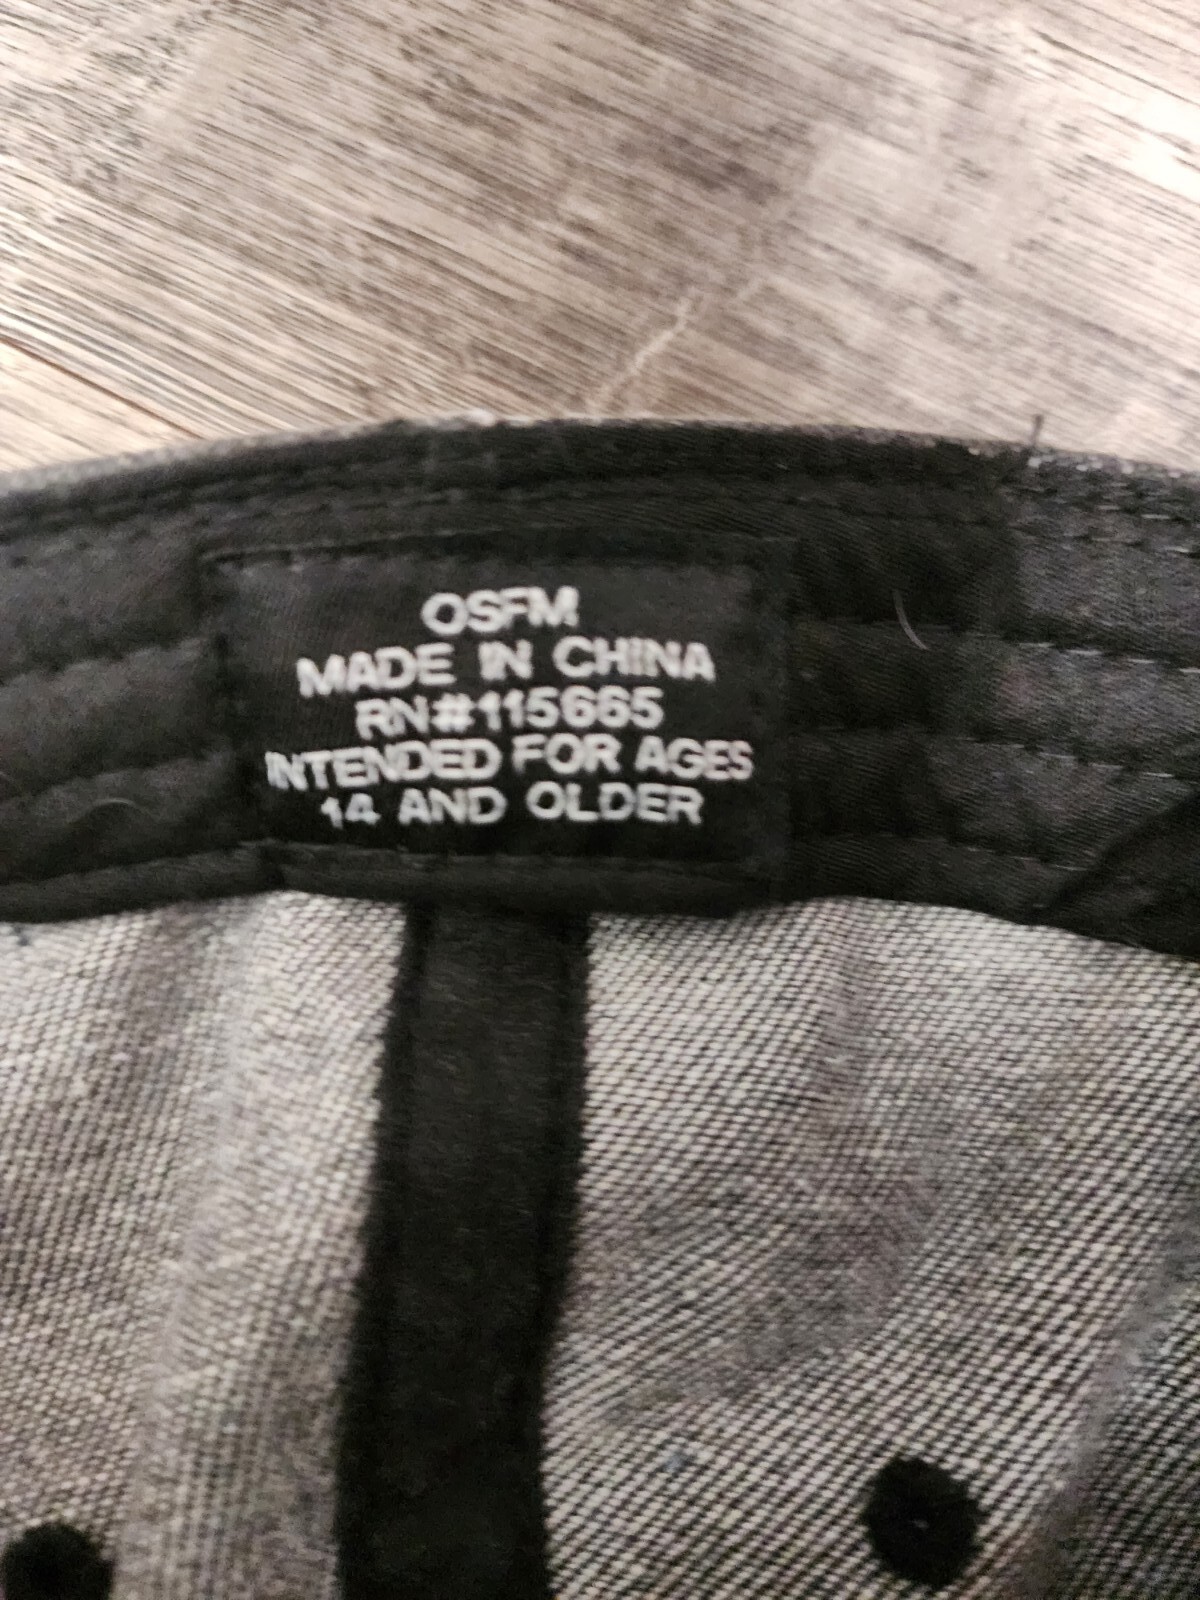 OSFM
MADE IN CHINA
RN#115665
INTENDED FOR AGES
14 AND OLDER